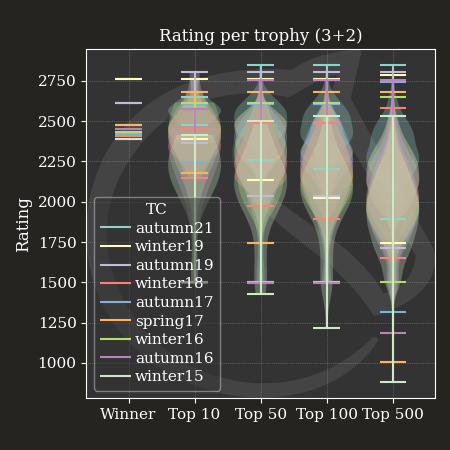 Rating per trophy (3+2)
Rating
2750
2500
2250
2000
1750
1500
1250
1000
TC
autumn21
winter19
autumn19
winter18
autumn17
spring17
winter16
autumn16
winter15
Winner Top 10 Top 50 Top 100 Top 500